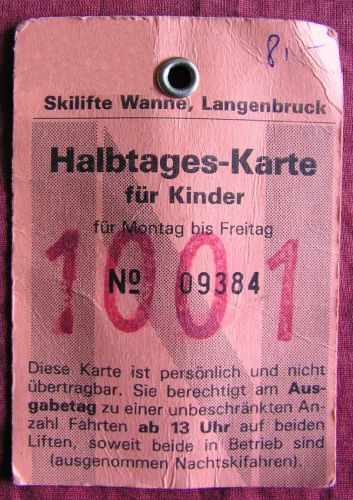 8,-
Skilifte Wanne, Langenbruck
Halbtages-Karte
für Kinder
für Montag bis Freitag
1001
Nº 09384
Diese Karte ist persönlich und nicht
übertragbar. Sie berechtigt am Aus-
gabetag zu einer unbeschränkten An-
zahl Fahrten ab 13 Uhr auf beiden
Liften, soweit beide in Betrieb sind
(ausgenommen Nachtskifahren).